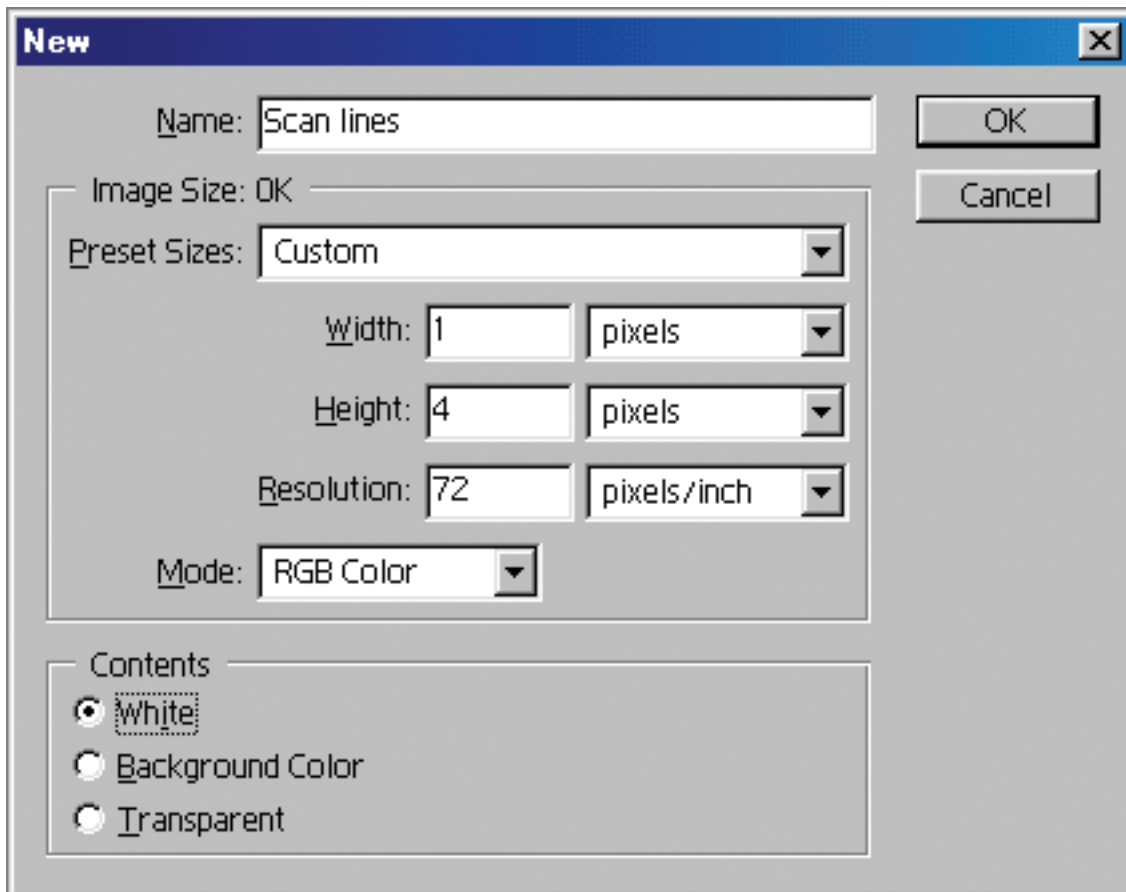 New
Name: Scan lines
OK
Image Size: OK
Cancel
Preset Sizes: Custom
Width: 1 pixels
Height: 4 pixels
Resolution: 72 pixels/inch
Mode: RGB Color
Contents
White
Background Color
Transparent